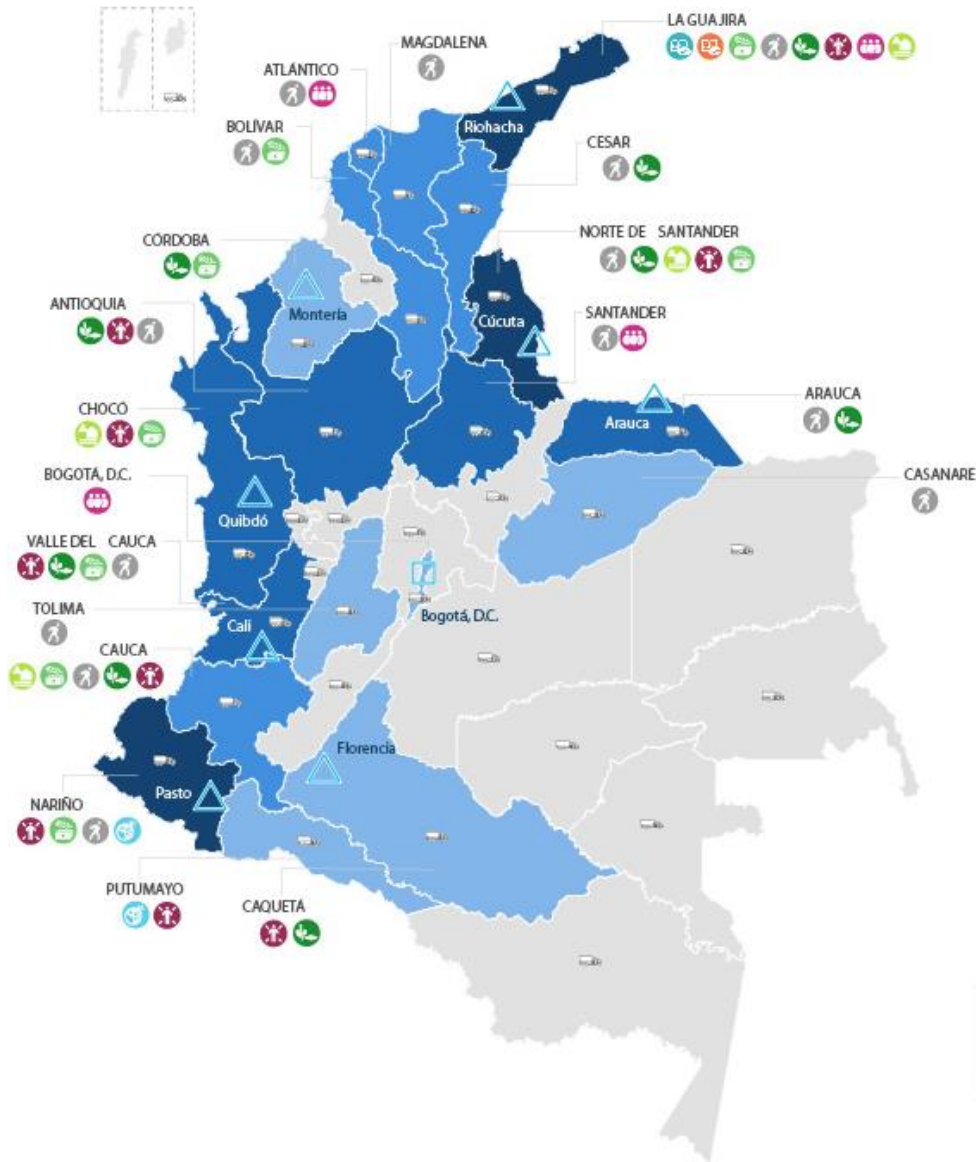 LA GUAJIRA
MAGDALENA
ATLÁNTICO
BOLÍVAR
Riohacha
CESAR
CÓRDOBA
NORTE DE SANTANDER
ANTIOQUIA
Montería
Cúcuta
SANTANDER
CHOCÓ
Arauca
ARAUCA
BOGOTÁ, D.C.
CASANARE
Quibdó
VALLE DEL CAUCA
TOLIMA
Cali
Bogotá, D.C.
CAUCA
Florencia
Pasto
NARIÑO
PUTUMAYO
CAQUETÁ